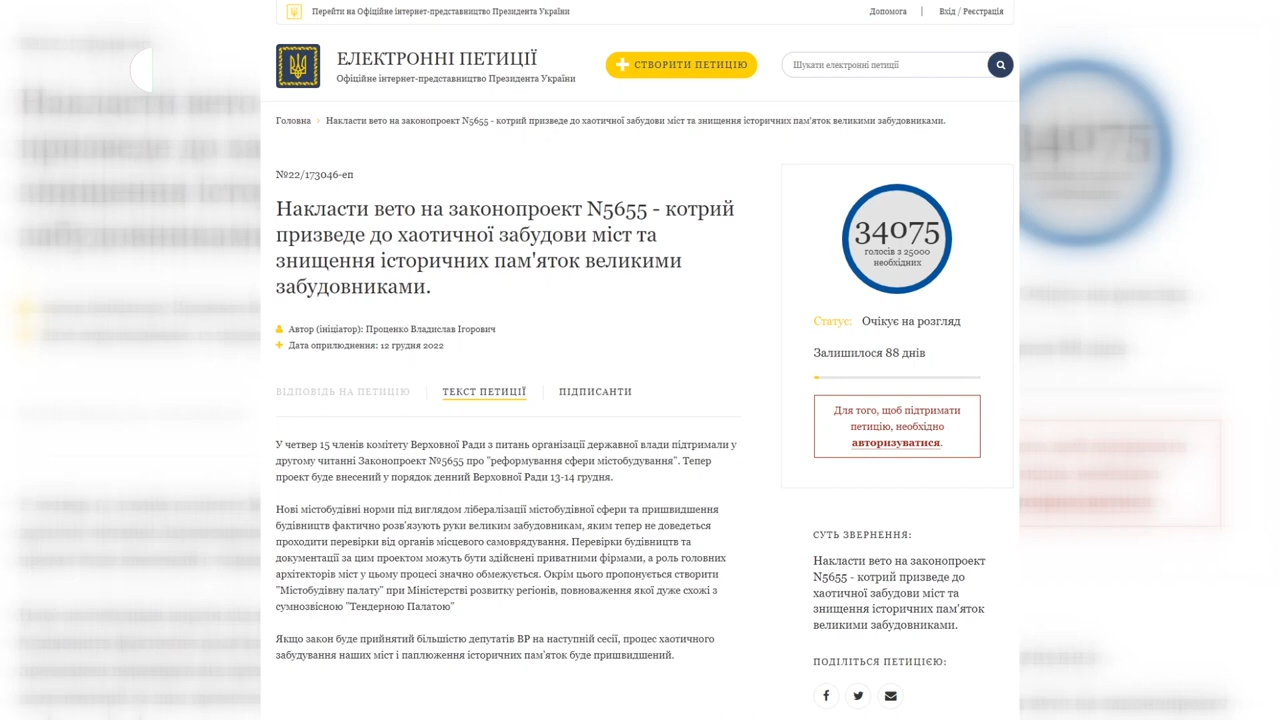 Перейти на Офіційне інтернет-представництво Президента України
Допомога | Вхід / Реєстрація
ЕЛЕКТРОННІ ПЕТИЦІЇ
Офіційне інтернет-представництво Президента України
СТВОРИТИ ПЕТИЦІЮ
Шукати електронні петиції
Головна Накласти вето на законопроект N5655 - котрий призведе до хаотичної забудови міст та знищення історичних пам'яток великими забудовниками.
№22/173046-еп
Накласти вето на законопроект N5655 - котрий
призведе до хаотичної забудови міст та
знищення історичних пам'яток великими
забудовниками.
Автор (ініціатор): Проценко Владислав Ігорович
Дата оприлюднення: 12 грудня 2022
ВІДПОВІДЬ НА ПЕТИЦІЮ ТЕКСТ ПЕТИЦІЇ ПІДПИСАНТИ
У четвер 15 членів комітету Верховної Ради з питань організації державної влади підтримали у
другому читанні Законопроект №5655 про "реформування сфери містобудування". Тепер
проект буде внесений у порядок денний Верховної Ради 13-14 грудня.
Нові містобудівні норми під виглядом лібералізації містобудівної сфери та пришвидшення
будівництв фактично розв'язують руки великим забудовникам, яким тепер не доведеться
проходити перевірки від органів місцевого самоврядування. Перевірки будівництв та
документації за цим проектом можуть бути здійснені приватними фірмами, а роль головних
архітекторів міст у цьому процесі значно обмежується. Окрім цього пропонується створити
"Містобудівну палату" при Міністерстві розвитку регіонів, повноваження якої дуже схожі з
сумнозвісною "Тендерною Палатою"
Якщо закон буде прийнятий більшістю депутатів ВР на наступній сесії, процес хаотичного
забудування наших міст і паплюження історичних пам'яток буде пришвидшений.
34075
голосів з 25000
необхідних
Статус: Очікує на розгляд
Залишилося 88 днів
Для того, щоб підтримати
петицію, необхідно
авторизуватися.
СУТЬ ЗВЕРНЕННЯ:
Накласти вето на законопроект
N5655 - котрий призведе до
хаотичної забудови міст та
знищення історичних пам'яток
великими забудовниками.
ПОДІЛІТЬСЯ ПЕТИЦІЄЮ: